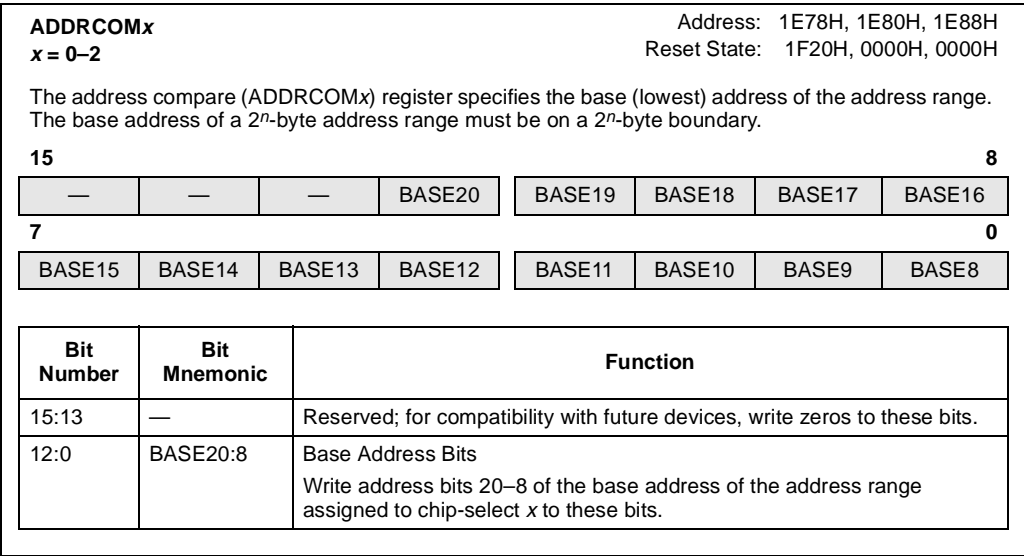 ADDRCOMx Address: 1E78H, 1E80H, 1E88H
x = 0–2 Reset State: 1F20H, 0000H, 0000H
The address compare (ADDRCOMx) register specifies the base (lowest) address of the address range.
The base address of a 2ⁿ-byte address range must be on a 2ⁿ-byte boundary.
15 8
— — — BASE20 BASE19 BASE18 BASE17 BASE16
7 0
BASE15 BASE14 BASE13 BASE12 BASE11 BASE10 BASE9 BASE8
Bit Number Bit Mnemonic Function
15:13 — Reserved; for compatibility with future devices, write zeros to these bits.
12:0 BASE20:8 Base Address Bits
Write address bits 20–8 of the base address of the address range
assigned to chip-select x to these bits.